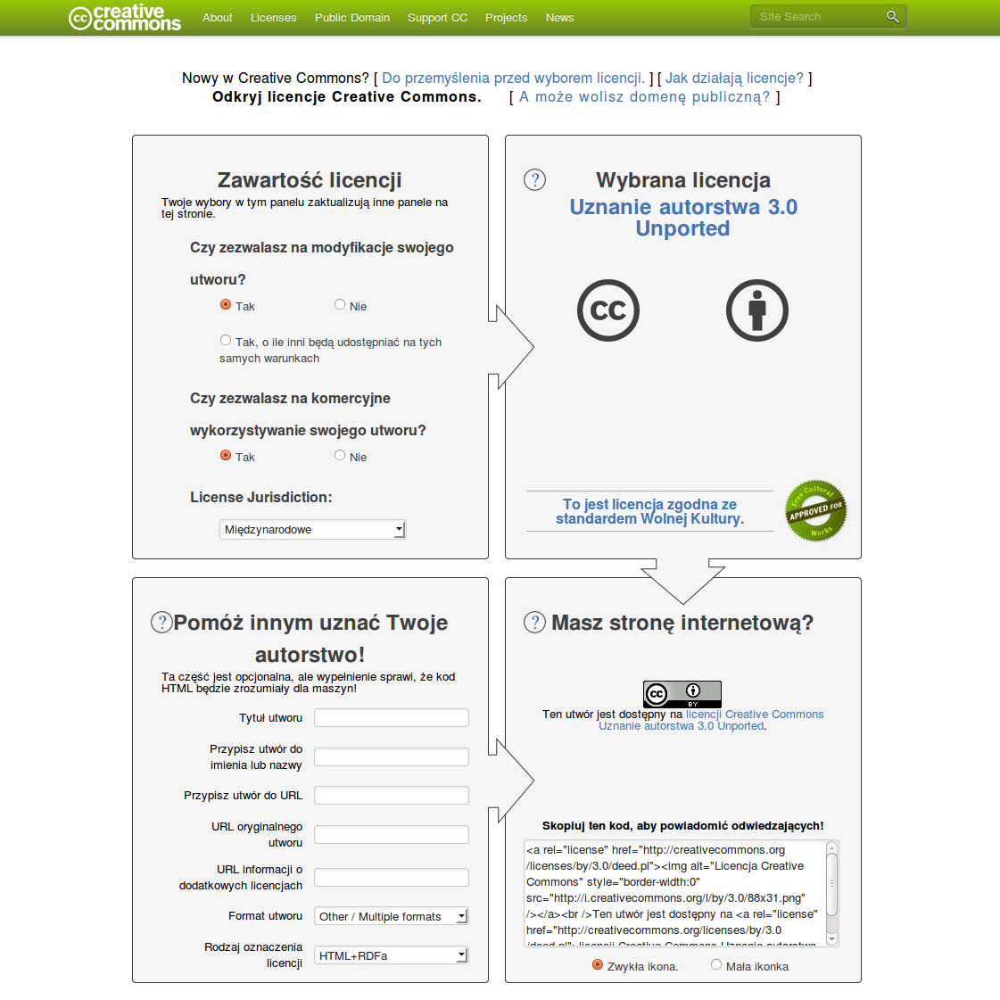 cc creative commons
About Licenses Public Domain Support CC Projects News
Site Search
Nowy w Creative Commons? [ Do przemyślenia przed wyborem licencji. ] [ Jak działają licencje? ]
Odkryj licencje Creative Commons. [ A może wolisz domenę publiczną? ]
Zawartość licencji
Twoje wybory w tym panelu zaktualizują inne panele na
tej stronie.
Czy zezwalasz na modyfikacje swojego
utworu?
Tak Nie
Tak, o ile inni będą udostępniać na tych
samych warunkach
Czy zezwalasz na komercyjne
wykorzystywanie swojego utworu?
Tak Nie
License Jurisdiction:
Międzynarodowe
? Wybrana licencja
Uznanie autorstwa 3.0
Unported
cc
To jest licencja zgodna ze
standardem Wolnej Kultury.
Free Cultural
APPROVED FOR
Works
? Pomóż innym uznać Twoje
autorstwo!
Ta część jest opcjonalna, ale wypełnienie sprawi, że kod
HTML będzie zrozumiały dla maszyn!
Tytuł utworu
Przypisz utwór do
imienia lub nazwy
Przypisz utwór do URL
URL oryginalnego
utworu
URL informacji o
dodatkowych licencjach
Format utworu Other / Multiple formats
Rodzaj oznaczenia
licencji HTML+RDFa
? Masz stronę internetową?
cc BY
Ten utwór jest dostępny na licencji Creative Commons
Uznanie autorstwa 3.0 Unported.
Skopiuj ten kod, aby powiadomić odwiedzających!
<a rel="license" href="http://creativecommons.org
/licenses/by/3.0/deed.pl"><img alt="Licencja Creative
Commons" style="border-width:0"
src="http://i.creativecommons.org/l/by/3.0/88x31.png"
/></a><br />Ten utwór jest dostępny na <a rel="license"
href="http://creativecommons.org/licenses/by/3.0
/deed.pl">licencji Creative Commons Uznanie autorstwa
Zwykła ikona. Mała ikonka